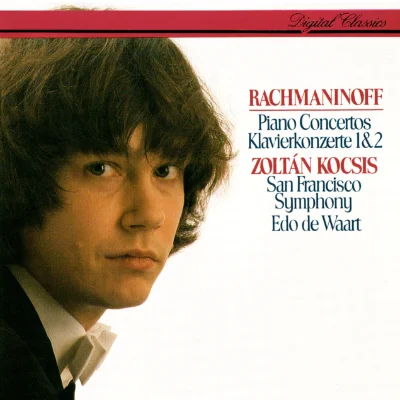 Digital Classics
RACHMANINOFF
Piano Concertos
Klavierkonzerte 1&2
ZOLTÁN KOCSIS
San Francisco
Symphony
Edo de Waart